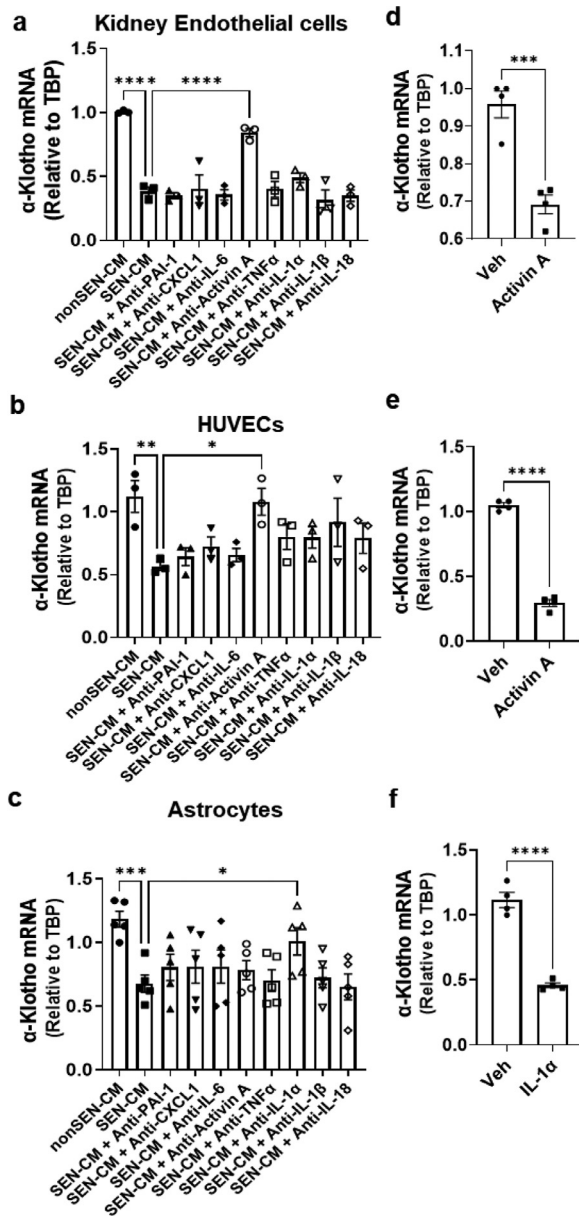 a
Kidney Endothelial cells
α-Klotho mRNA
(Relative to TBP)
1.5
1.0
0.5
0.0
****
****
nonSEN-CM
SEN-CM
SEN-CM + Anti-PAI-1
SEN-CM + Anti-CXCL1
SEN-CM + Anti-IL-6
SEN-CM + Anti-Activin A
SEN-CM + Anti-TNFα
SEN-CM + Anti-IL-1α
SEN-CM + Anti-IL-1β
SEN-CM + Anti-IL-18
d
α-Klotho mRNA
(Relative to TBP)
1.1
1.0
0.9
0.8
0.7
0.6
***
Veh
Activin A
b
HUVECs
α-Klotho mRNA
(Relative to TBP)
1.5
1.0
0.5
0.0
**
*
nonSEN-CM
SEN-CM
SEN-CM + Anti-PAI-1
SEN-CM + Anti-CXCL1
SEN-CM + Anti-IL-6
SEN-CM + Anti-Activin A
SEN-CM + Anti-TNFα
SEN-CM + Anti-IL-1α
SEN-CM + Anti-IL-1β
SEN-CM + Anti-IL-18
e
α-Klotho mRNA
(Relative to TBP)
1.5
1.0
0.5
0.0
****
Veh
Activin A
c
Astrocytes
α-Klotho mRNA
(Relative to TBP)
1.5
1.0
0.5
0.0
***
*
nonSEN-CM
SEN-CM
SEN-CM + Anti-PAI-1
SEN-CM + Anti-CXCL1
SEN-CM + Anti-IL-6
SEN-CM + Anti-Activin A
SEN-CM + Anti-TNFα
SEN-CM + Anti-IL-1α
SEN-CM + Anti-IL-1β
SEN-CM + Anti-IL-18
f
α-Klotho mRNA
(Relative to TBP)
1.5
1.0
0.5
0.0
****
Veh
IL-1α